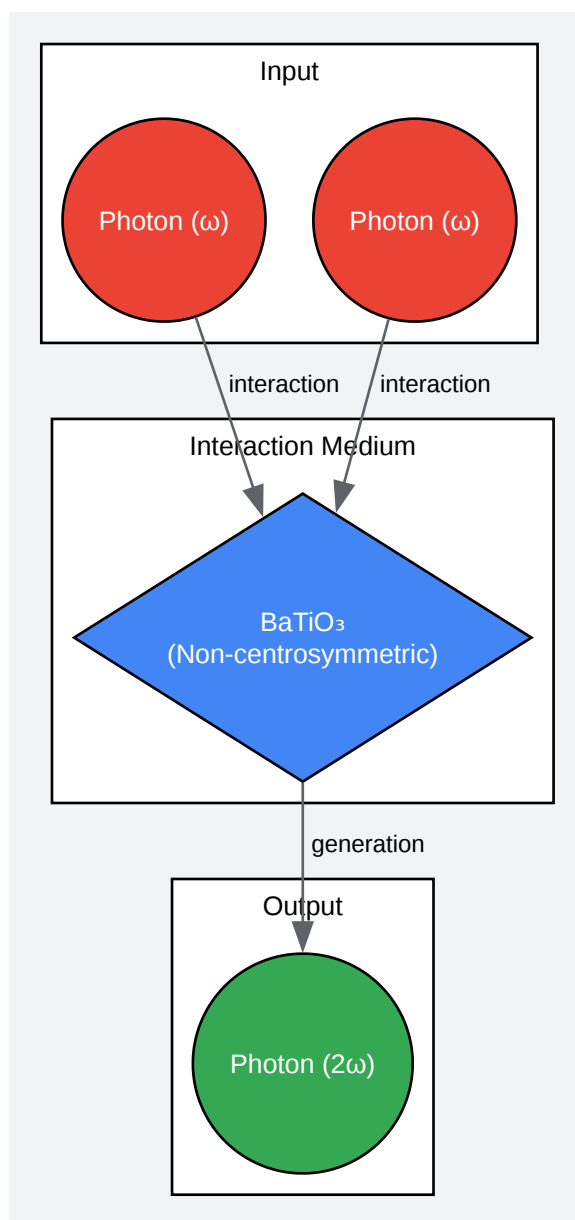 Input
Photon (ω)
Photon (ω)
interaction
interaction
Interaction Medium
BaTiO₃
(Non-centrosymmetric)
generation
Output
Photon (2ω)